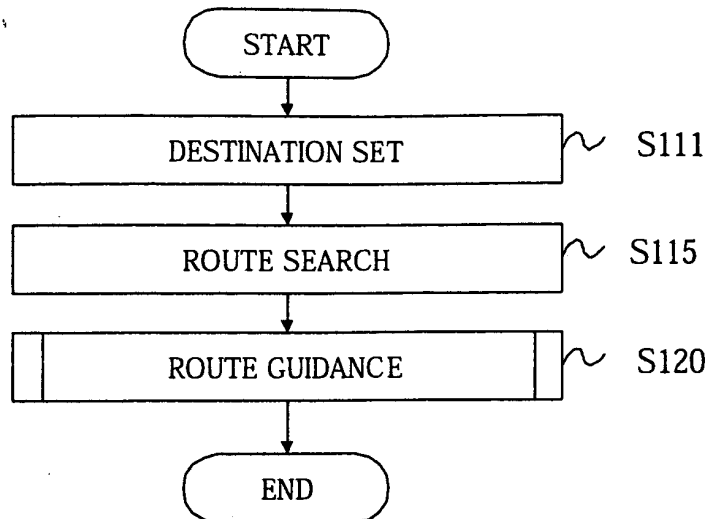 START
DESTINATION SET S111
ROUTE SEARCH S115
ROUTE GUIDANCE S120
END